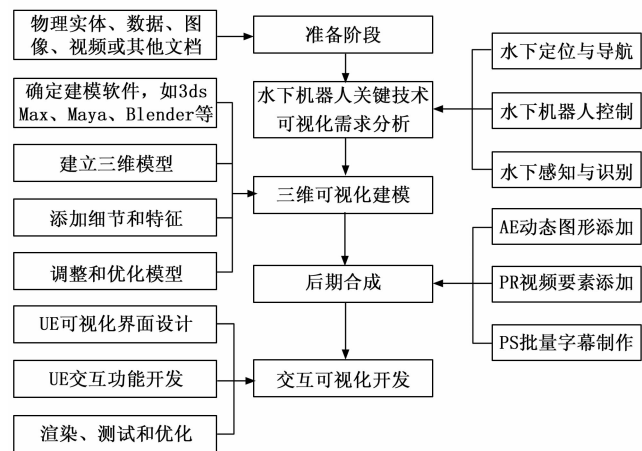 物理实体、数据、图
像、视频或其他文档
准备阶段
确定建模软件，如3ds
Max、Maya、Blender等
水下机器人关键技术
可视化需求分析
水下定位与导航
水下机器人控制
水下感知与识别
建立三维模型
添加细节和特征
调整和优化模型
三维可视化建模
AE动态图形添加
PR视频要素添加
PS批量字幕制作
后期合成
UE可视化界面设计
UE交互功能开发
渲染、测试和优化
交互可视化开发